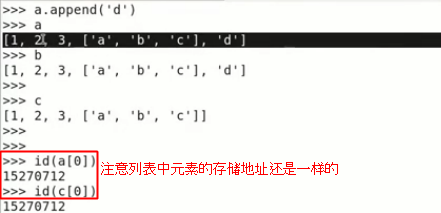 >>> a.append('d')
>>> a
[1, 2, 3, ['a', 'b', 'c'], 'd']
>>> b
[1, 2, 3, ['a', 'b', 'c'], 'd']
>>>
>>> c
[1, 2, 3, ['a', 'b', 'c']]
>>>
>>>
>>> id(a[0])
15270712
注意列表中元素的存储地址还是一样的
>>> id(c[0])
15270712